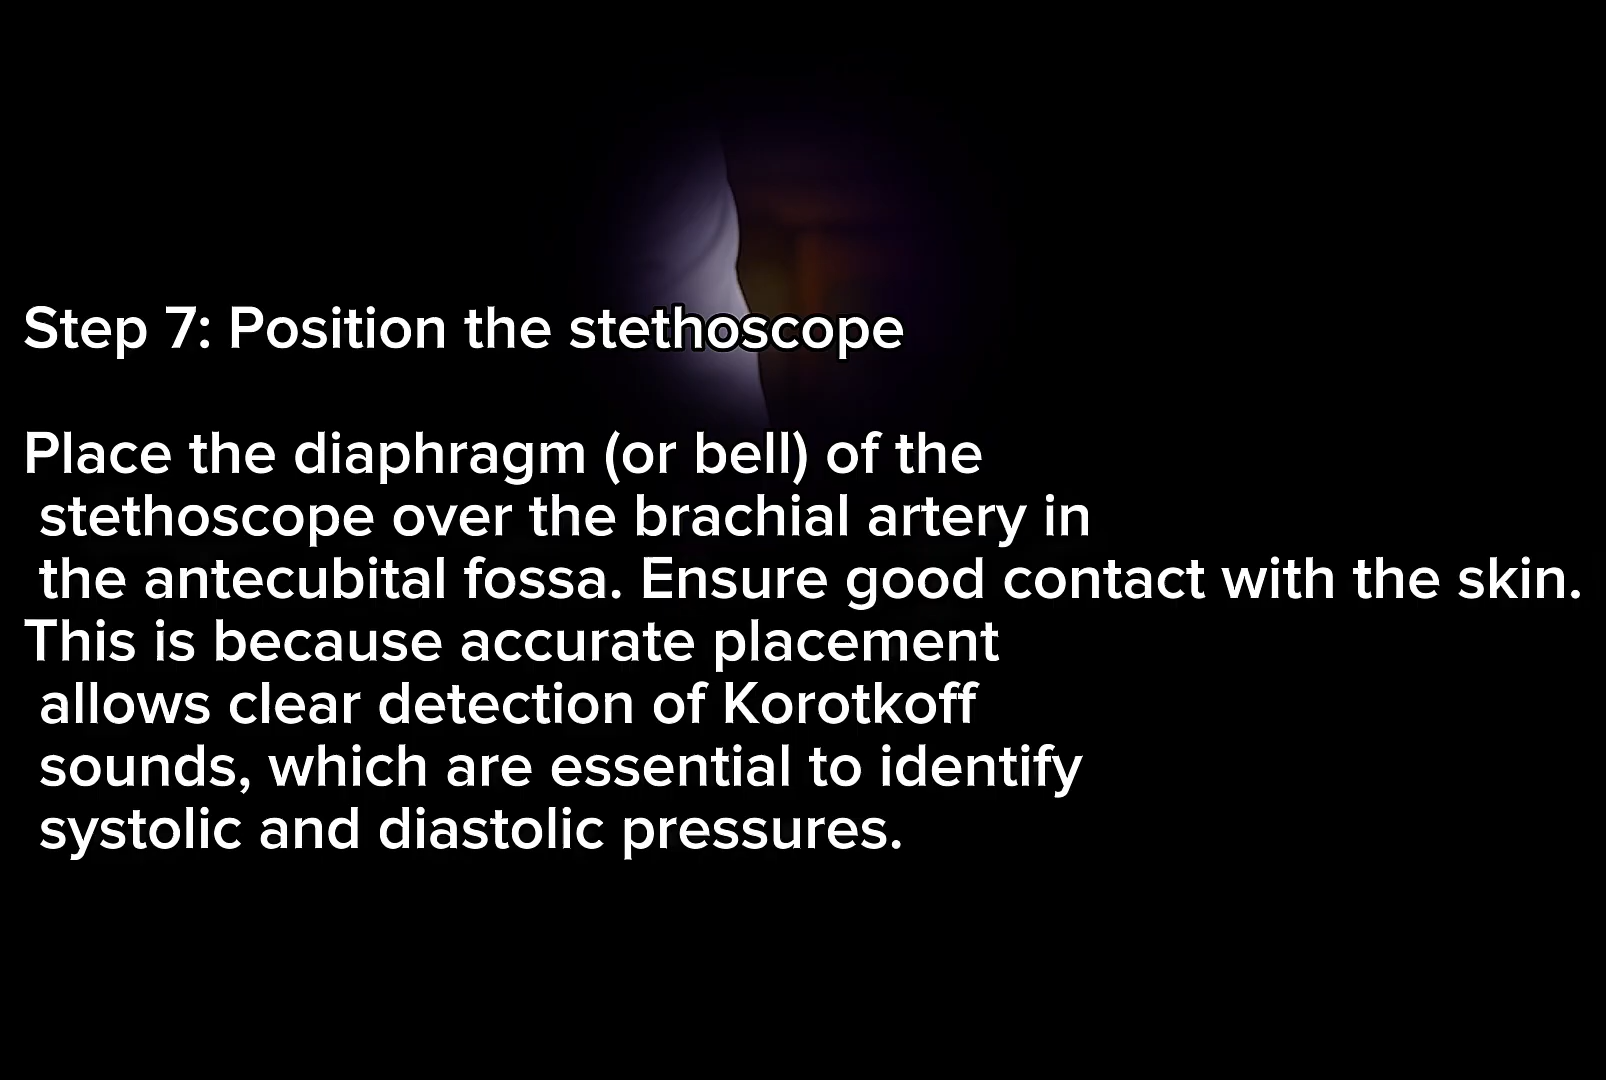 Step 7: Position the stethoscope
Place the diaphragm (or bell) of the
stethoscope over the brachial artery in
the antecubital fossa. Ensure good contact with the skin.
This is because accurate placement
allows clear detection of Korotkoff
sounds, which are essential to identify
systolic and diastolic pressures.